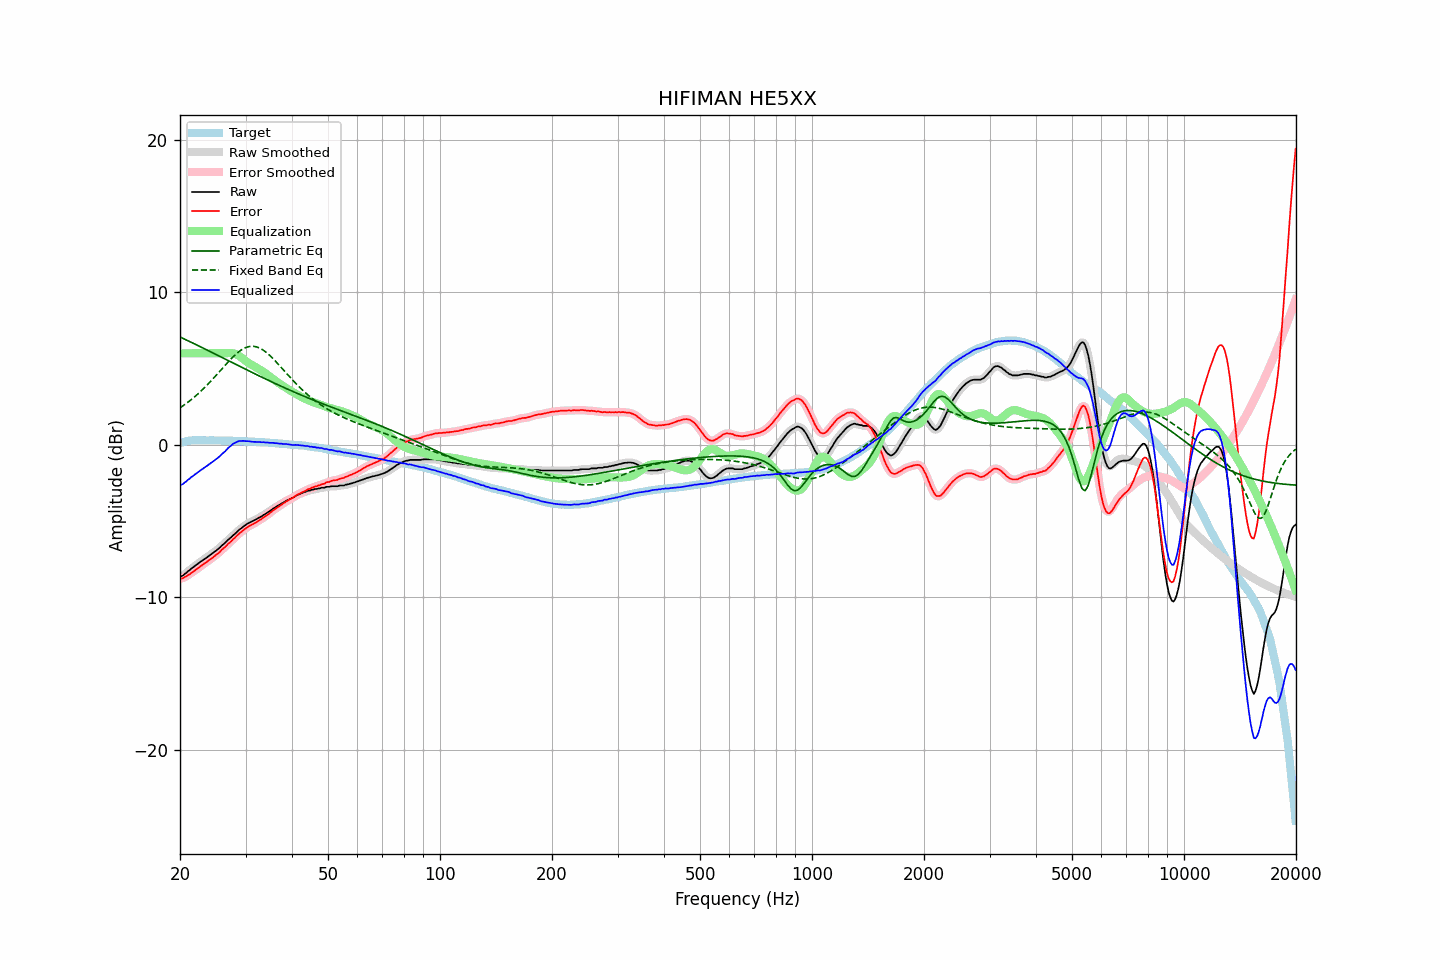 HIFIMAN HE5XX
Target
Raw Smoothed
Error Smoothed
Raw
Error
Equalization
Parametric Eq
Fixed Band Eq
Equalized
Amplitude (dBr)
20
10
0
−10
−20
20 50 100 200 500 1000 2000 5000 10000 20000
Frequency (Hz)